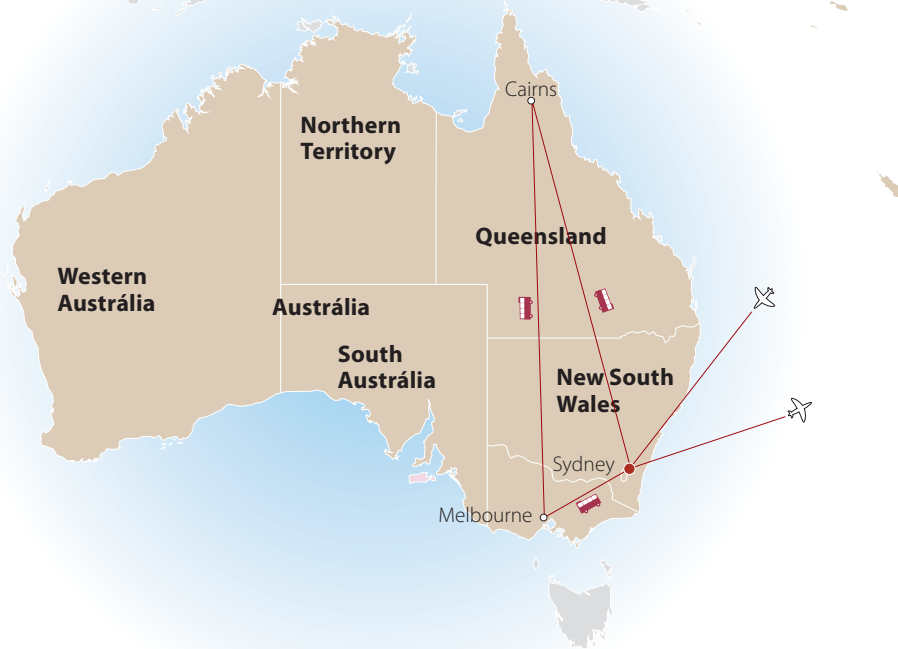 Cairns
Northern
Territory
Queensland
Western
Austrália
Austrália
South
Austrália
New South
Wales
Sydney
Melbourne